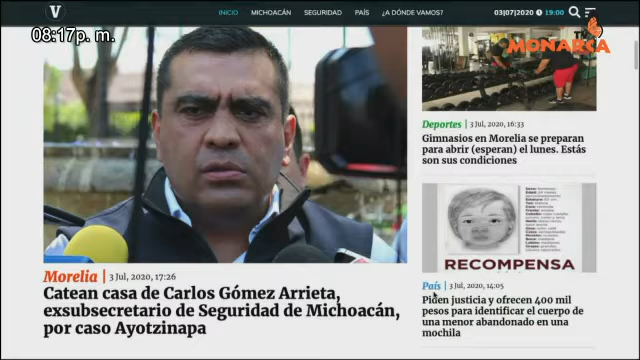 08:17p. m.
V
INICIO MICHOACÁN SEGURIDAD PAÍS ¿A DÓNDE VAMOS?
03/07/2020 19:00
TV
MONARCA
Morelia 3 Jul, 2020, 17:26
Catean casa de Carlos Gómez Arrieta,
exsubsecretario de Seguridad de Michoacán,
por caso Ayotzinapa
Deportes 3 Jul, 2020, 16:33
Gimnasios en Morelia se preparan
para abrir (esperan) el lunes. Estás
son sus condiciones
RECOMPENSA
País 3 Jul, 2020, 14:05
Piden justicia y ofrecen 400 mil
pesos para identificar el cuerpo de
una menor abandonado en una
mochila